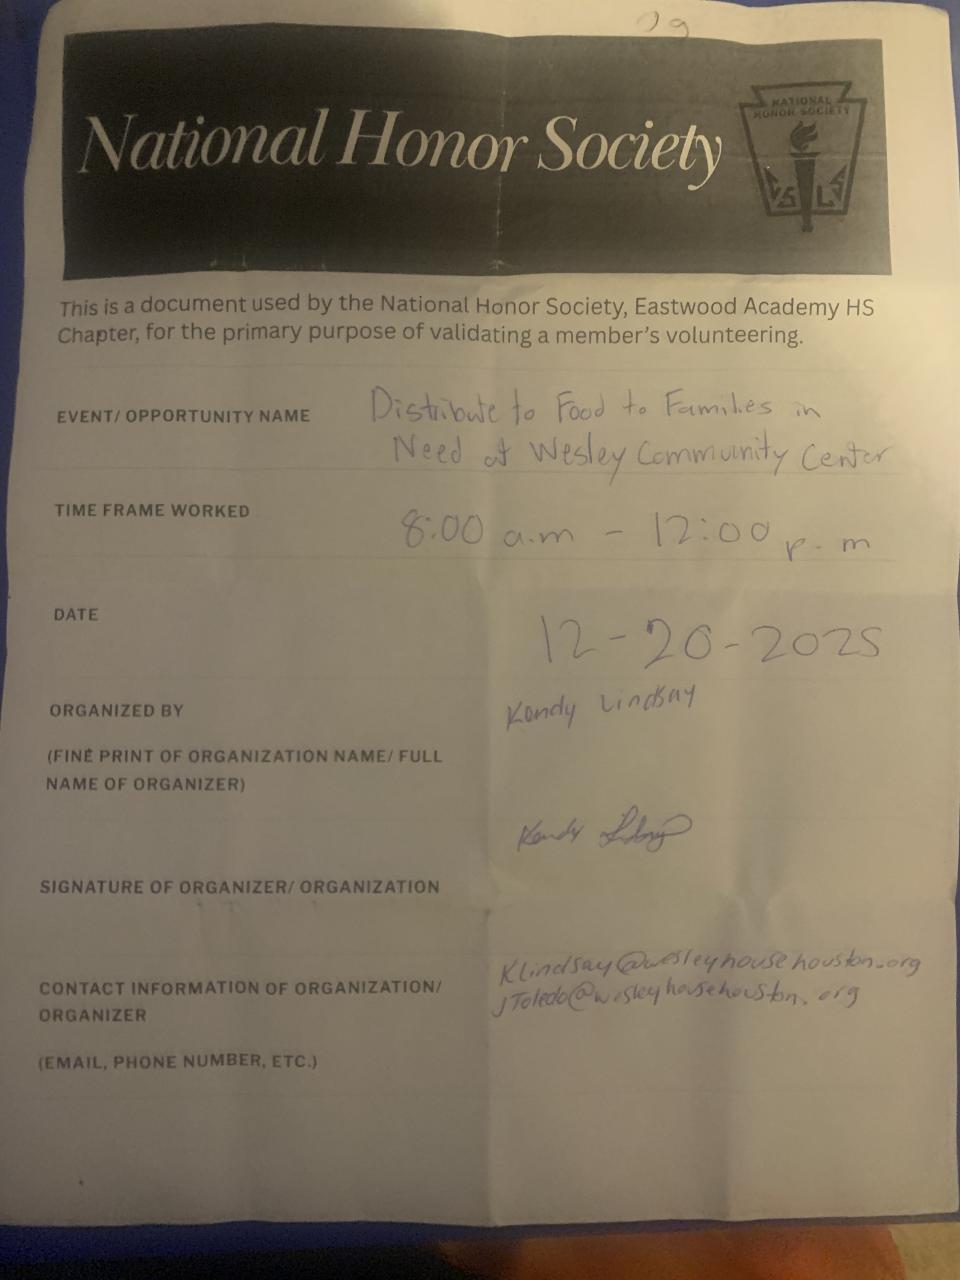 National Honor Society
NATIONAL
HONOR SOCIETY
This is a document used by the National Honor Society, Eastwood Academy HS
Chapter, for the primary purpose of validating a member's volunteering.
EVENT/ OPPORTUNITY NAME
Distribute to Food to Families in
Need at Wesley Community Center
TIME FRAME WORKED
8:00 a.m - 12:00 p.m
DATE
12-20-2025
ORGANIZED BY
Kendy Lindsay
(FINE PRINT OF ORGANIZATION NAME/ FULL
NAME OF ORGANIZER)
Kendy
SIGNATURE OF ORGANIZER/ ORGANIZATION
Klindsay@wesleyhousehouston.org
JToledo@wesleyhousehouston.org
CONTACT INFORMATION OF ORGANIZATION/
ORGANIZER
(EMAIL, PHONE NUMBER, ETC.)